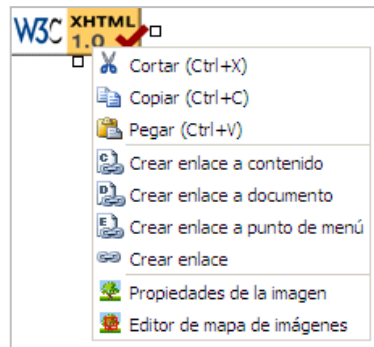 W3C XHTML
1.0
Cortar (Ctrl+X)
Copiar (Ctrl+C)
Pegar (Ctrl+V)
Crear enlace a contenido
Crear enlace a documento
Crear enlace a punto de menú
Crear enlace
Propiedades de la imagen
Editor de mapa de imágenes